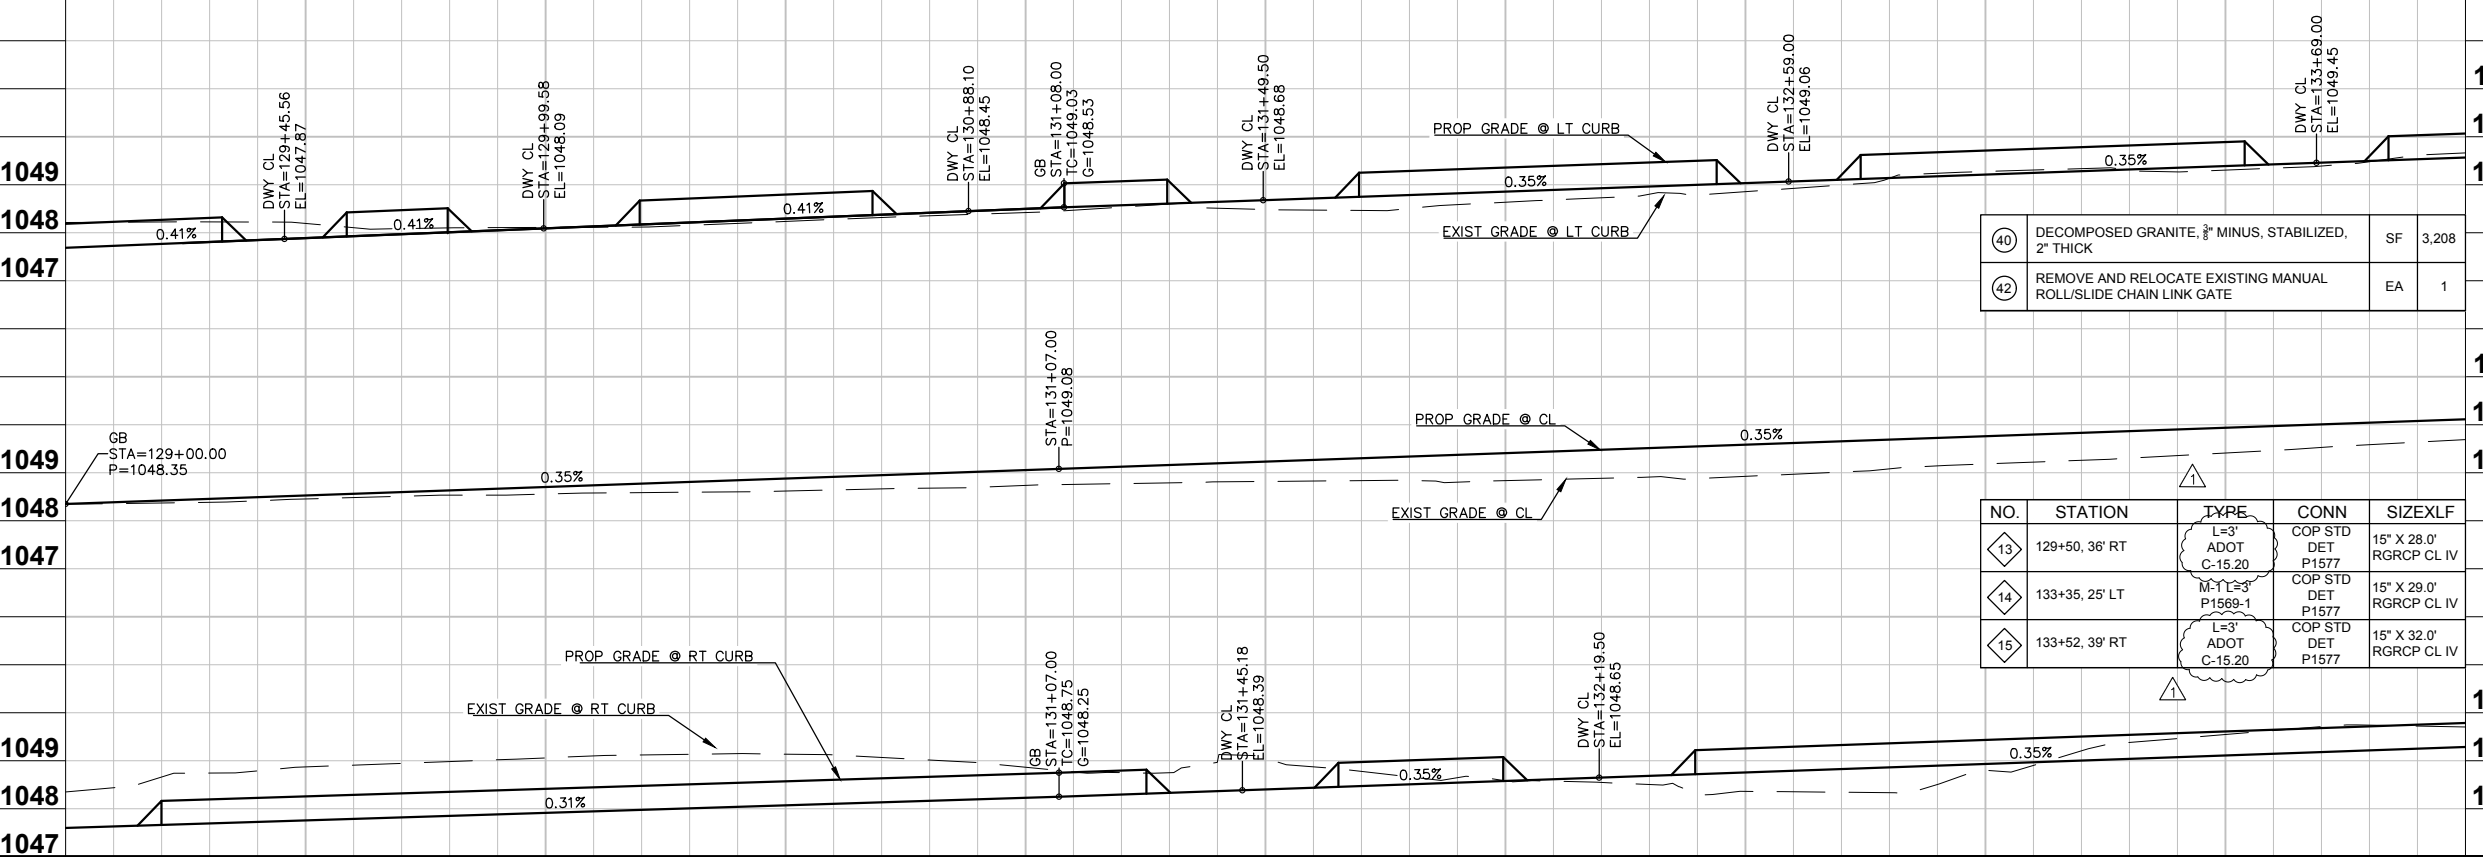 DWY CL
STA=129+45.56
EL=1047.87
DWY CL
STA=129+99.58
EL=1048.09
DWY CL
STA=130+88.10
EL=1048.45
GB
STA=131+08.00
TC=1049.03
G=1048.53
DWY CL
STA=131+49.50
EL=1048.68
PROP GRADE @ LT CURB
DWY CL
STA=132+59.00
EL=1049.06
DWY CL
STA=133+69.00
EL=1049.45
1049
1048
1047
0.41%
0.41%
0.41%
0.35%
0.35%
EXIST GRADE @ LT CURB
40 DECOMPOSED GRANITE, 3/8" MINUS, STABILIZED, SF 3,208
2" THICK
42 REMOVE AND RELOCATE EXISTING MANUAL EA 1
ROLL/SLIDE CHAIN LINK GATE
GB
STA=129+00.00
P=1048.35
STA=131+07.00
P=1049.08
PROP GRADE @ CL
0.35%
0.35%
EXIST GRADE @ CL
1049
1048
1047
1
NO. STATION TYPE CONN SIZEXLF
13 129+50, 36' RT
L=3'
ADOT
C-15.20
COP STD
DET
P1577
15" X 28.0'
RGRCP CL IV
14 133+35, 25' LT
M-1 L=3'
P1569-1
COP STD
DET
P1577
15" X 29.0'
RGRCP CL IV
15 133+52, 39' RT
L=3'
ADOT
C-15.20
COP STD
DET
P1577
15" X 32.0'
RGRCP CL IV
1
PROP GRADE @ RT CURB
EXIST GRADE @ RT CURB
GB
STA=131+07.00
TC=1048.75
G=1048.25
DWY CL
STA=131+45.18
EL=1048.39
DWY CL
STA=132+19.50
EL=1048.65
1049
1048
1047
0.31%
0.35%
0.35%
1
1
1
1
1
1
1
1
1